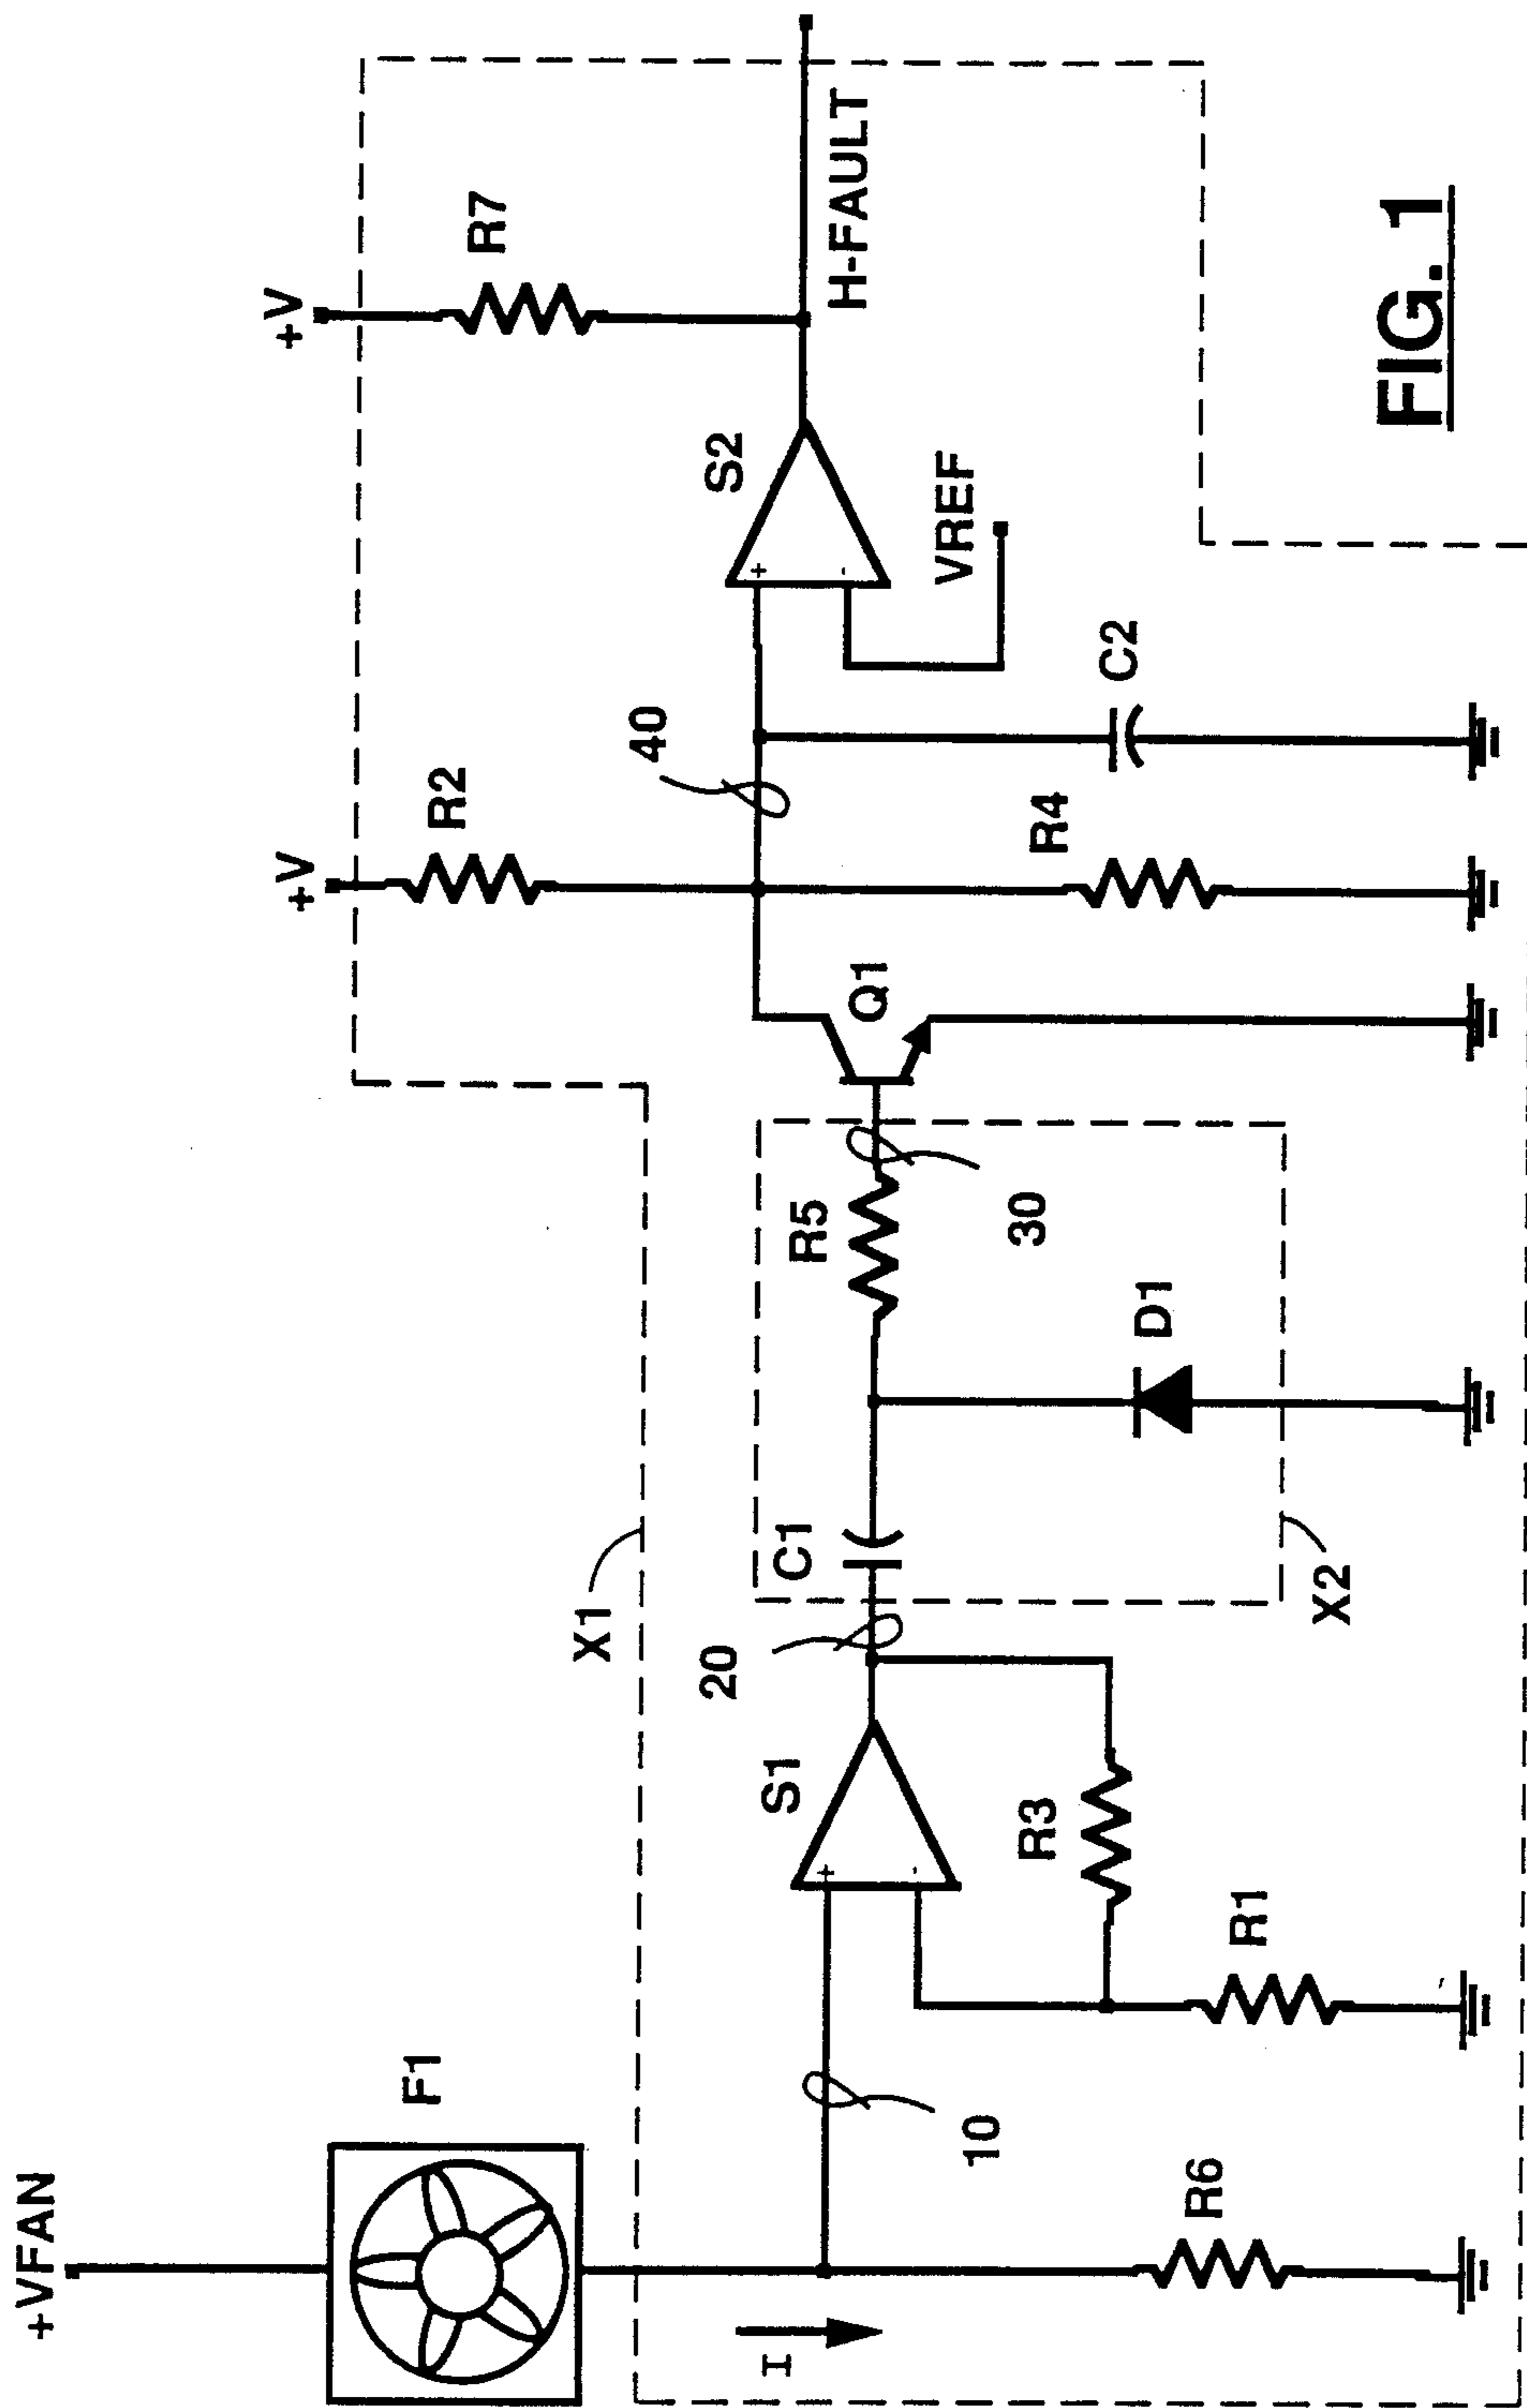 +VFAN
F1
I
R6
10
R1
R3
S1
+
-
20
X1
C1
X2
D1
R5
30
Q1
+V
R2
R4
40
C2
S2
+
-
VREF
+V
R7
H-FAULT
FIG. 1